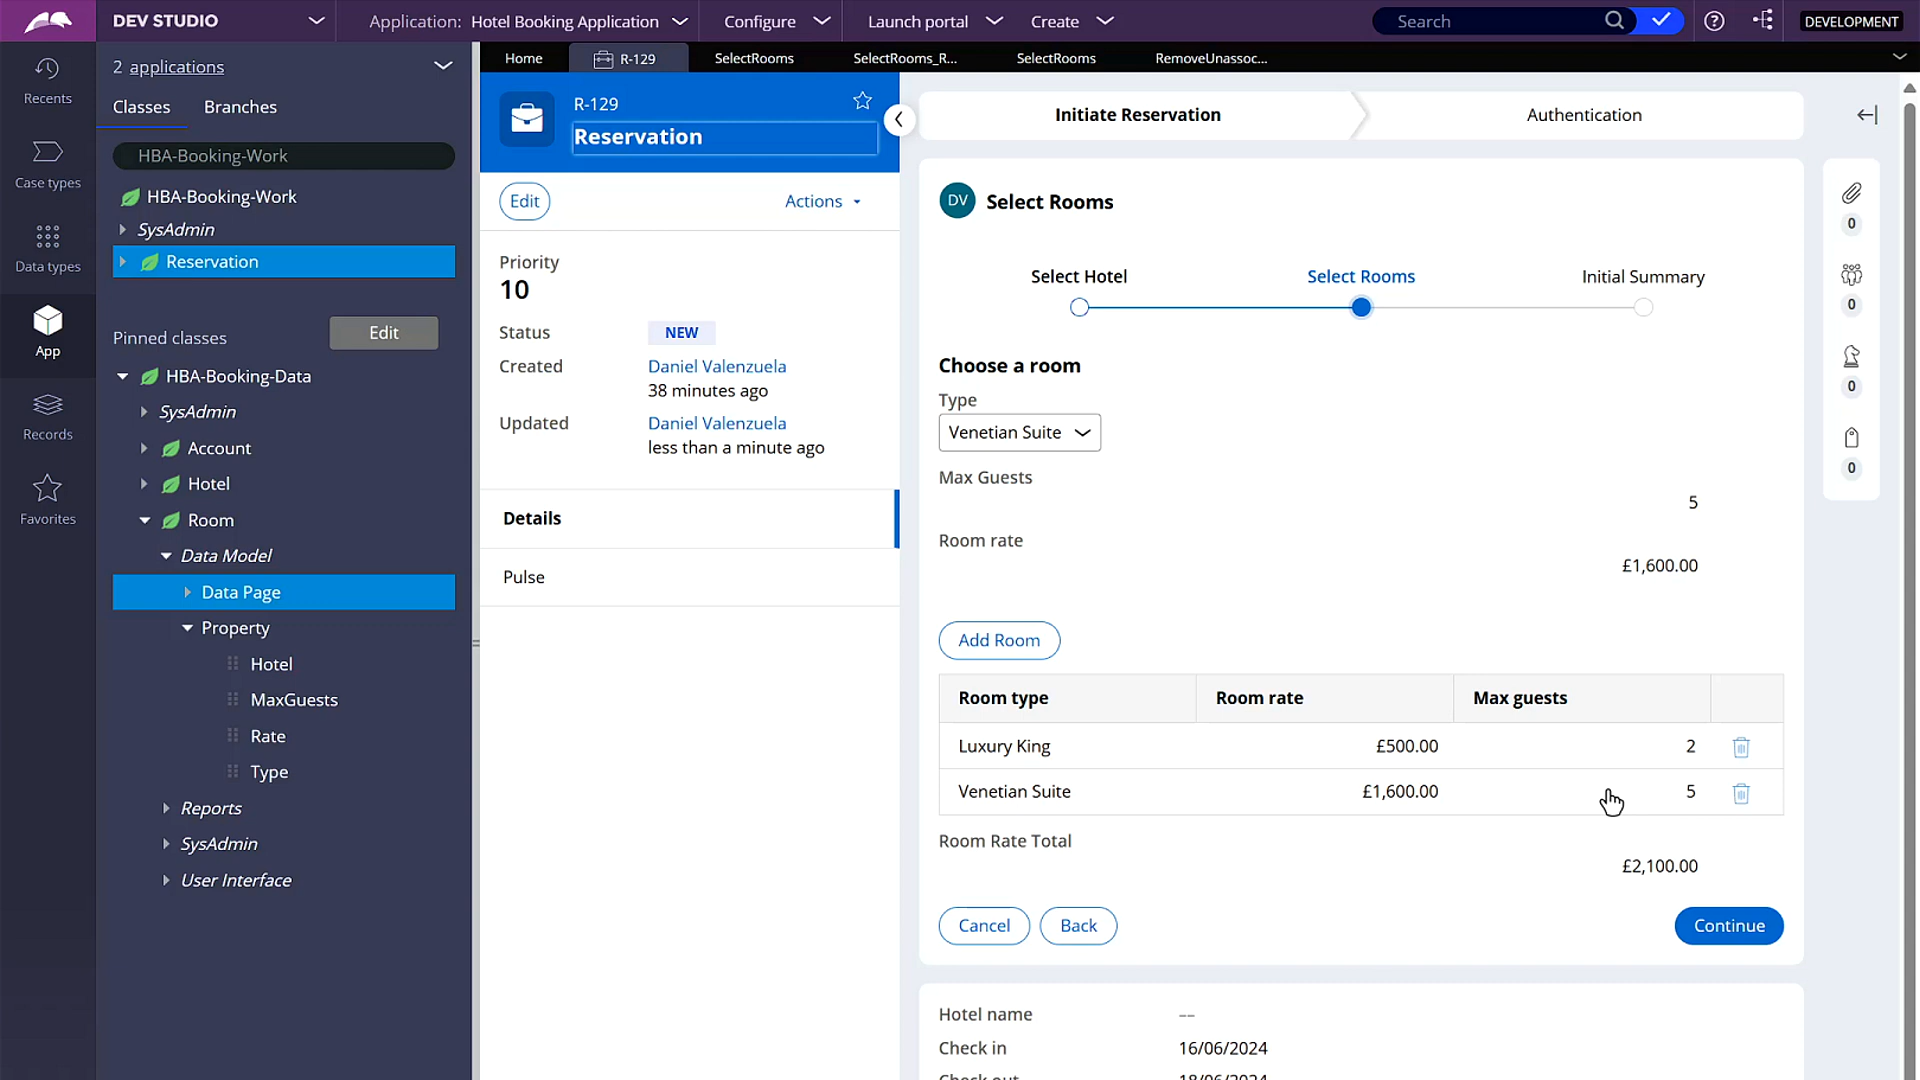 DEV STUDIO
Application: Hotel Booking Application
Configure
Launch portal
Create
Search
DEVELOPMENT
Recents
Case types
Data types
App
Records
Favorites
2 applications
Classes
Branches
HBA-Booking-Work
HBA-Booking-Work
SysAdmin
Reservation
Pinned classes
Edit
HBA-Booking-Data
SysAdmin
Account
Hotel
Room
Data Model
Data Page
Property
Hotel
MaxGuests
Rate
Type
Reports
SysAdmin
User Interface
Home
R-129
SelectRooms
SelectRooms_R...
SelectRooms
RemoveUnassoc...
R-129
Reservation
Edit
Actions
Priority
10
Status
NEW
Created
Daniel Valenzuela
38 minutes ago
Updated
Daniel Valenzuela
less than a minute ago
Details
Pulse
Initiate Reservation
Authentication
DV
Select Rooms
Select Hotel
Select Rooms
Initial Summary
Choose a room
Type
Venetian Suite
Max Guests
5
Room rate
£1,600.00
Add Room
Room type Room rate Max guests
Luxury King £500.00 2
Venetian Suite £1,600.00 5
Room Rate Total
£2,100.00
Cancel
Back
Continue
Hotel name --
Check in 16/06/2024
Check out 18/06/2024
0
0
0
0